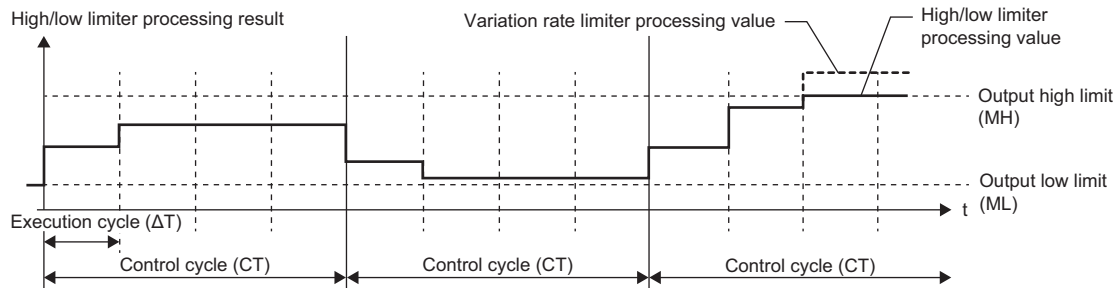 High/low limiter processing result
Variation rate limiter processing value
High/low limiter
processing value
Output high limit
(MH)
Output low limit
(ML)
t
Execution cycle (ΔT)
Control cycle (CT)
Control cycle (CT)
Control cycle (CT)